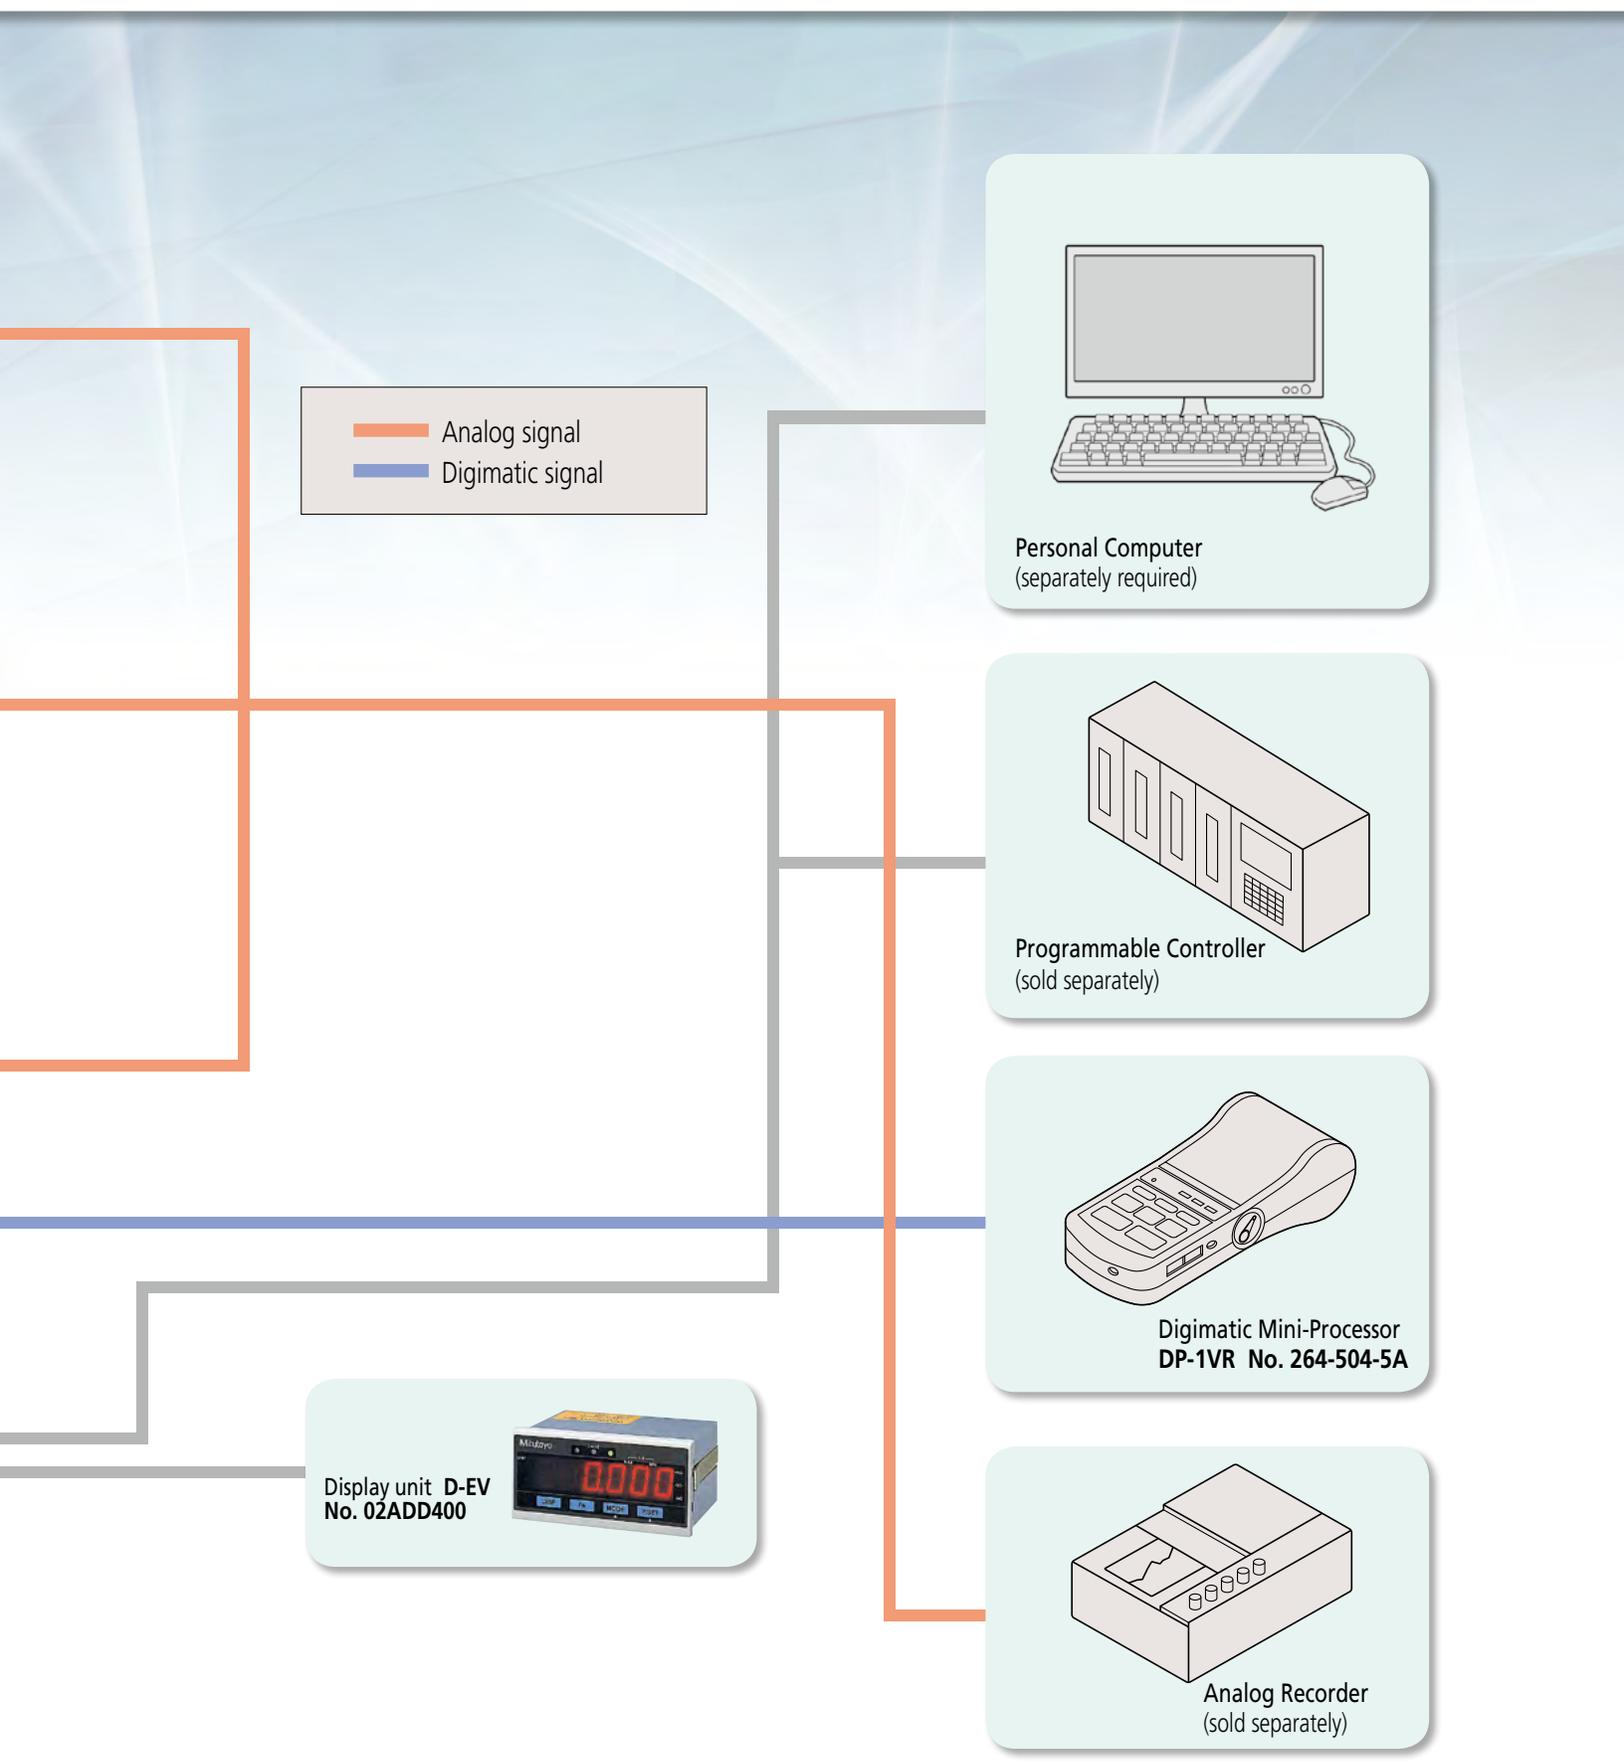 Analog signal
Digimatic signal
Personal Computer
(separately required)
Programmable Controller
(sold separately)
Digimatic Mini-Processor
DP-1VR No. 264-504-5A
Display unit D-EV
No. 02ADD400
Mitutoyo
0.000
Analog Recorder
(sold separately)